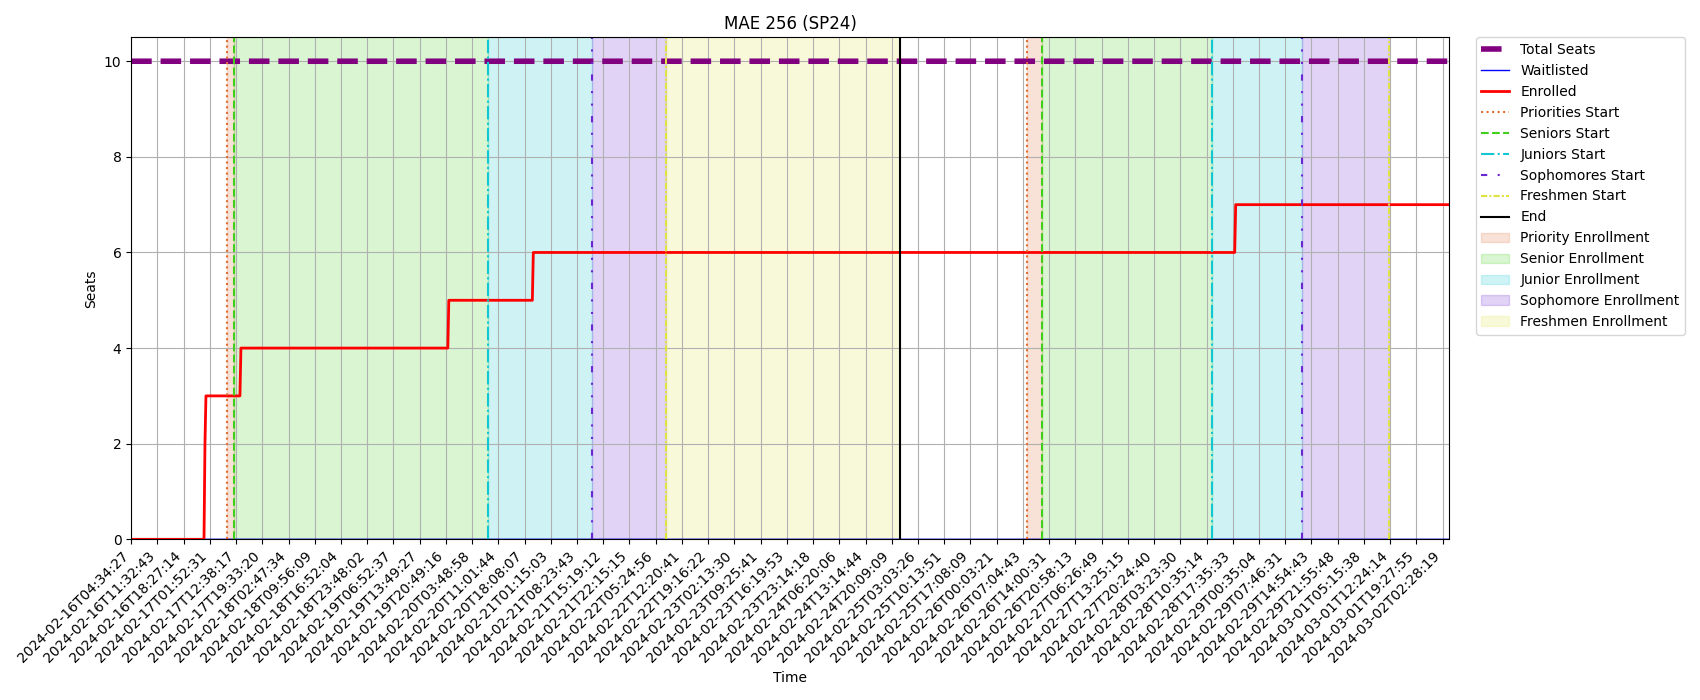 MAE 256 (SP24)
10
8
6
4
2
0
Seats
2024-02-16T04:34:27
2024-02-16T11:32:43
2024-02-16T18:27:14
2024-02-17T01:52:31
2024-02-17T12:38:17
2024-02-17T19:33:20
2024-02-18T02:47:34
2024-02-18T09:56:09
2024-02-18T16:52:04
2024-02-18T23:48:02
2024-02-19T06:52:37
2024-02-19T13:49:27
2024-02-19T20:49:16
2024-02-20T03:48:58
2024-02-20T11:01:44
2024-02-20T18:08:07
2024-02-21T01:15:03
2024-02-21T08:23:43
2024-02-21T15:19:12
2024-02-21T22:15:15
2024-02-22T05:24:56
2024-02-22T12:20:41
2024-02-22T19:16:22
2024-02-23T02:13:30
2024-02-23T09:25:41
2024-02-23T16:19:53
2024-02-23T23:14:18
2024-02-24T06:20:06
2024-02-24T13:14:44
2024-02-24T20:09:09
2024-02-25T03:03:26
2024-02-25T10:13:51
2024-02-25T17:08:09
2024-02-26T00:03:21
2024-02-26T07:04:43
2024-02-26T14:00:31
2024-02-26T20:58:13
2024-02-27T06:26:49
2024-02-27T13:25:15
2024-02-27T20:24:40
2024-02-28T03:23:30
2024-02-28T10:35:14
2024-02-28T17:35:33
2024-02-29T00:35:04
2024-02-29T07:46:31
2024-02-29T14:54:43
2024-02-29T21:55:48
2024-03-01T05:15:38
2024-03-01T12:24:14
2024-03-01T19:27:55
2024-03-02T02:28:19
Time
Total Seats
Waitlisted
Enrolled
Priorities Start
Seniors Start
Juniors Start
Sophomores Start
Freshmen Start
End
Priority Enrollment
Senior Enrollment
Junior Enrollment
Sophomore Enrollment
Freshmen Enrollment